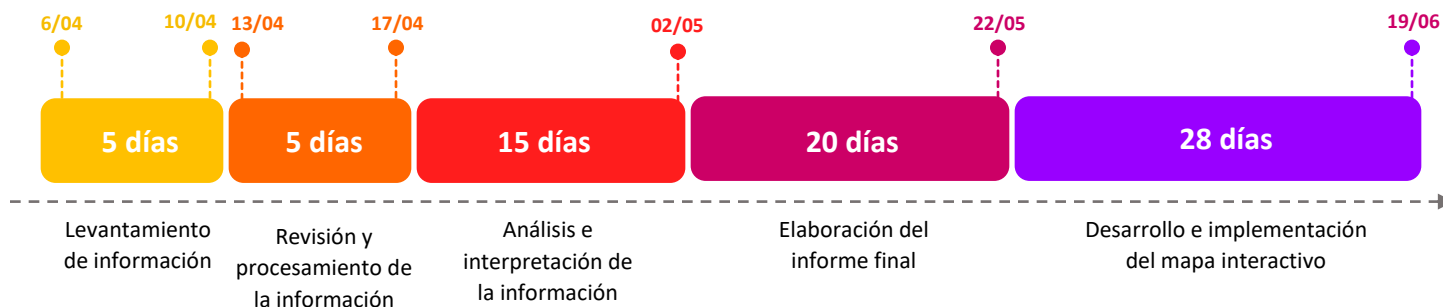 6/04
10/04
13/04
17/04
02/05
22/05
19/06
5 días
5 días
15 días
20 días
28 días
Levantamiento
de información
Revisión y
procesamiento de
la información
Análisis e
interpretación de
la información
Elaboración del
informe final
Desarrollo e implementación
del mapa interactivo